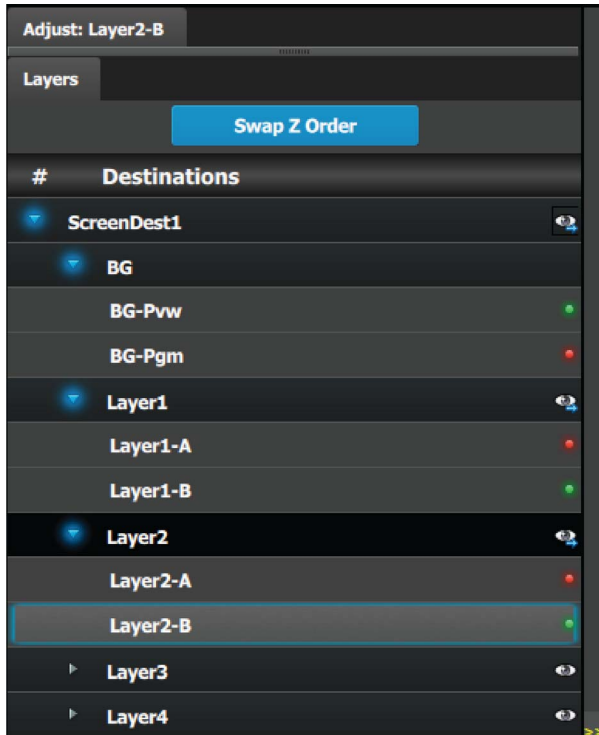 Adjust: Layer2-B
Layers
Swap Z Order
# Destinations
ScreenDest1
BG
BG-Pvw
BG-Pgm
Layer1
Layer1-A
Layer1-B
Layer2
Layer2-A
Layer2-B
Layer3
Layer4
>>